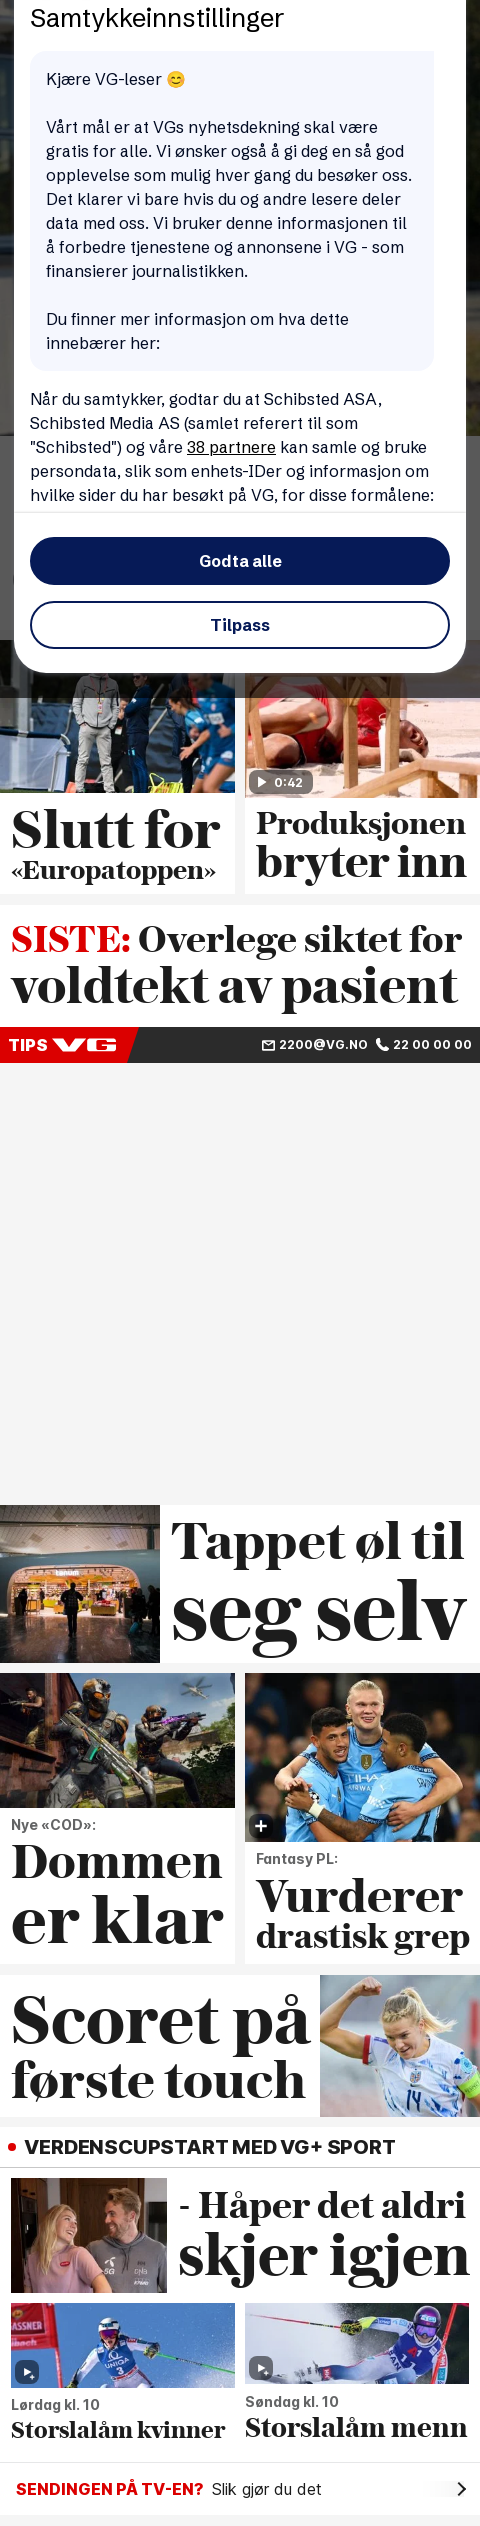 Samtykkeinnstillinger
Kjære VG-leser 😊
Vårt mål er at VGs nyhetsdekning skal være
gratis for alle. Vi ønsker også å gi deg en så god
opplevelse som mulig hver gang du besøker oss.
Det klarer vi bare hvis du og andre lesere deler
data med oss. Vi bruker denne informasjonen til
å forbedre tjenestene og annonsene i VG - som
finansierer journalistikken.
Du finner mer informasjon om hva dette
innebærer her:
Når du samtykker, godtar du at Schibsted ASA,
Schibsted Media AS (samlet referert til som
"Schibsted") og våre 38 partnere kan samle og bruke
persondata, slik som enhets-IDer og informasjon om
hvilke sider du har besøkt på VG, for disse formålene:
Godta alle
Tilpass
0:42
Slutt for
«Europatoppen»
Produksjonen
bryter inn
SISTE: Overlege siktet for
voldtekt av pasient
TIPS VG
2200@VG.NO 22 00 00 00
Tappet øl til
seg selv
Nye «COD»:
Dommen
er klar
Fantasy PL:
Vurderer
drastisk grep
Scoret på
første touch
14
VERDENSCUPSTART MED VG+ SPORT
- Håper det aldri
skjer igjen
UNIQA
3
Lørdag kl. 10
Storslalåm kvinner
Søndag kl. 10
Storslalåm menn
SENDINGEN PÅ TV-EN? Slik gjør du det